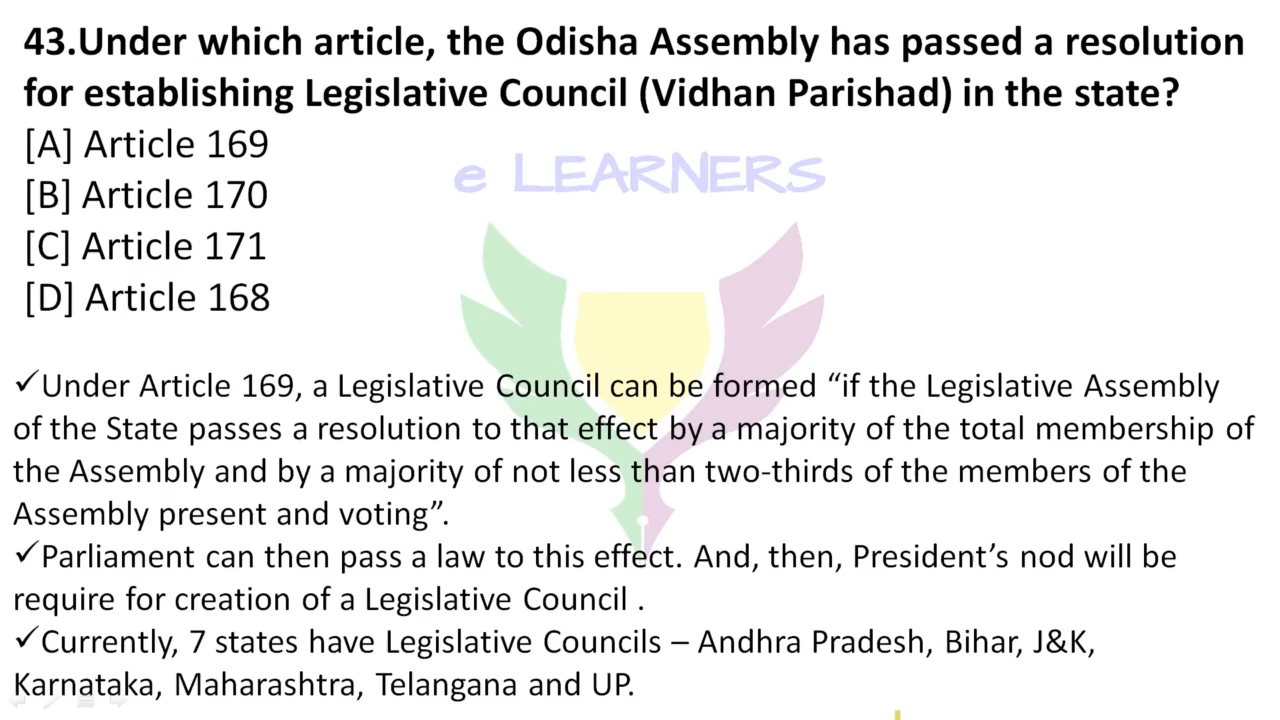 43.Under which article, the Odisha Assembly has passed a resolution
for establishing Legislative Council (Vidhan Parishad) in the state?
[A] Article 169
e LEARNERS
[B] Article 170
[C] Article 171
[D] Article 168
✓Under Article 169, a Legislative Council can be formed “if the Legislative Assembly
of the State passes a resolution to that effect by a majority of the total membership of
the Assembly and by a majority of not less than two-thirds of the members of the
Assembly present and voting”.
✓Parliament can then pass a law to this effect. And, then, President’s nod will be
require for creation of a Legislative Council .
✓Currently, 7 states have Legislative Councils – Andhra Pradesh, Bihar, J&K,
Karnataka, Maharashtra, Telangana and UP.